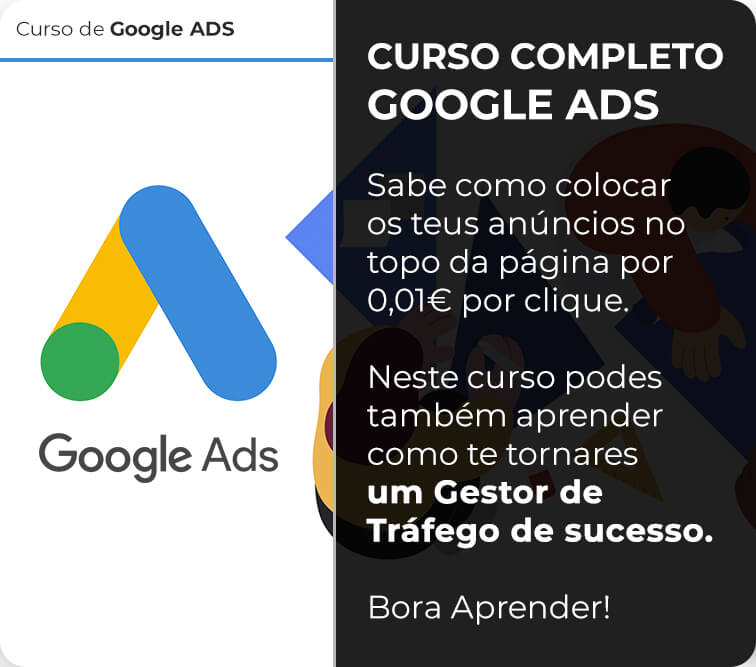 Curso de Google ADS
Google Ads
CURSO COMPLETO
GOOGLE ADS
Sabe como colocar
os teus anúncios no
topo da página por
0,01€ por clique.
Neste curso podes
também aprender
como te tornares
um Gestor de
Tráfego de sucesso.
Bora Aprender!